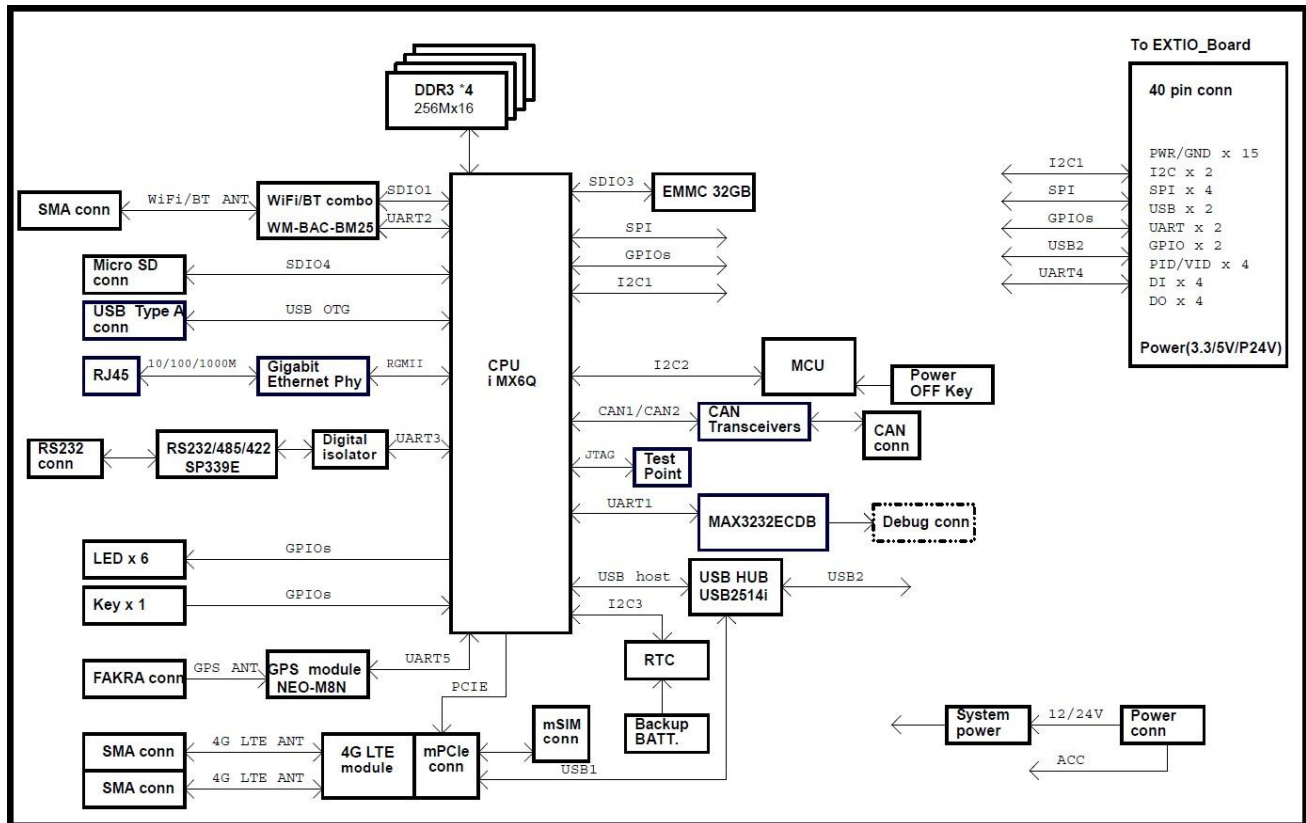 To EXTIO_Board
40 pin conn
PWR/GND x 15
I2C x 2
SPI x 4
USB x 2
UART x 2
GPIO x 2
PID/VID x 4
DI x 4
DO x 4
Power(3.3/5V/P24V)
I2C1
SPI
GPIOs
USB2
UART4
DDR3 *4
256Mx16
SMA conn
WiFi/BT ANT
WiFi/BT combo
WM-BAC-BM25
SDIO1
UART2
Micro SD
conn
SDIO4
USB Type A
conn
USB OTG
RJ45
10/100/1000M
Gigabit
Ethernet Phy
RGMII
RS232
conn
RS232/485/422
SP339E
Digital
isolator
UART3
LED x 6
GPIOs
Key x 1
GPIOs
FAKRA conn
GPS ANT
GPS module
NEO-M8N
UART5
SMA conn
4G LTE ANT
SMA conn
4G LTE ANT
4G LTE
module
mPCIe
conn
PCIE
mSIM
conn
USB1
CPU
i MX6Q
SDIO3
EMMC 32GB
SPI
GPIOs
I2C1
I2C2
MCU
Power
OFF Key
CAN1/CAN2
CAN
Transceivers
CAN
conn
JTAG
Test
Point
UART1
MAX3232ECDB
Debug conn
USB host
USB HUB
USB2514i
USB2
I2C3
RTC
Backup
BATT.
System
power
12/24V
Power
conn
ACC